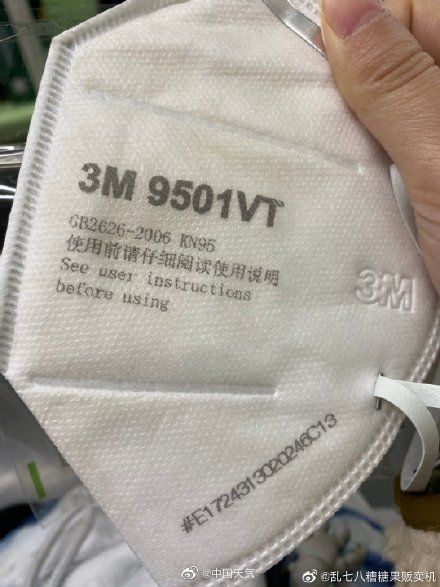 3M 9501VT
GB2626-2006 KN95
使用前请仔细阅读使用说明
See user instructions
before using
3M
#E1724313020246C13
@中国天气
@乱七八糟糖果贩卖机